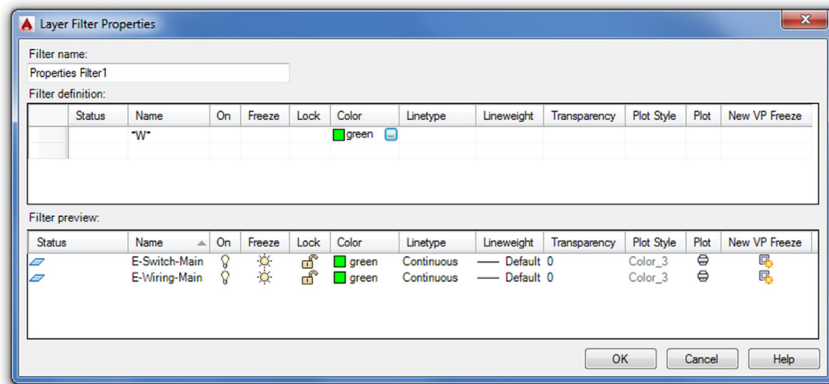 Layer Filter Properties
Filter name:
Properties Filter1
Filter definition:
Status Name On Freeze Lock Color Linetype Lineweight Transparency Plot Style Plot New VP Freeze
*W* green ...
Filter preview:
Status Name On Freeze Lock Color Linetype Lineweight Transparency Plot Style Plot New VP Freeze
E-Switch-Main green Continuous Default 0 Color_3
E-Wiring-Main green Continuous Default 0 Color_3
OK Cancel Help